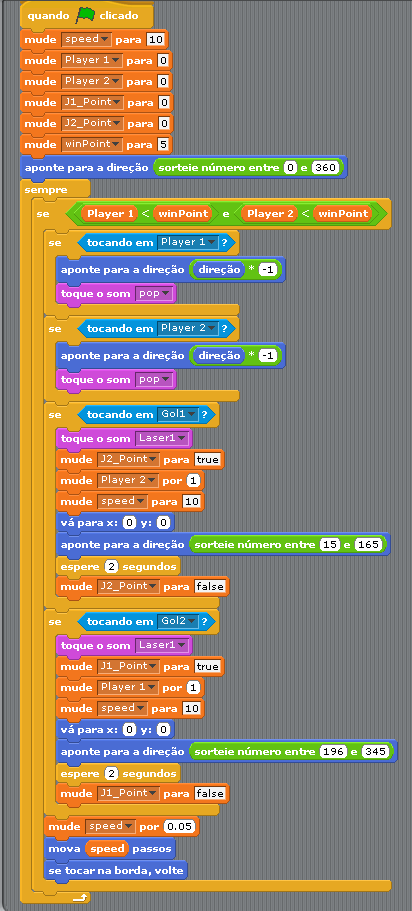 quando clicado
mude speed para 10
mude Player 1 para 0
mude Player 2 para 0
mude J1_Point para 0
mude J2_Point para 0
mude winPoint para 5
aponte para a direção sorteie número entre 0 e 360
sempre
se Player 1 < winPoint e Player 2 < winPoint
se tocando em Player 1 ?
aponte para a direção direção * -1
toque o som pop
se tocando em Player 2 ?
aponte para a direção direção * -1
toque o som pop
se tocando em Gol1 ?
toque o som Laser1
mude J2_Point para true
mude Player 2 por 1
mude speed para 10
vá para x: 0 y: 0
aponte para a direção sorteie número entre 15 e 165
espere 2 segundos
mude J2_Point para false
se tocando em Gol2 ?
toque o som Laser1
mude J1_Point para true
mude Player 1 por 1
mude speed para 10
vá para x: 0 y: 0
aponte para a direção sorteie número entre 196 e 345
espere 2 segundos
mude J1_Point para false
mude speed por 0.05
mova speed passos
se tocar na borda, volte